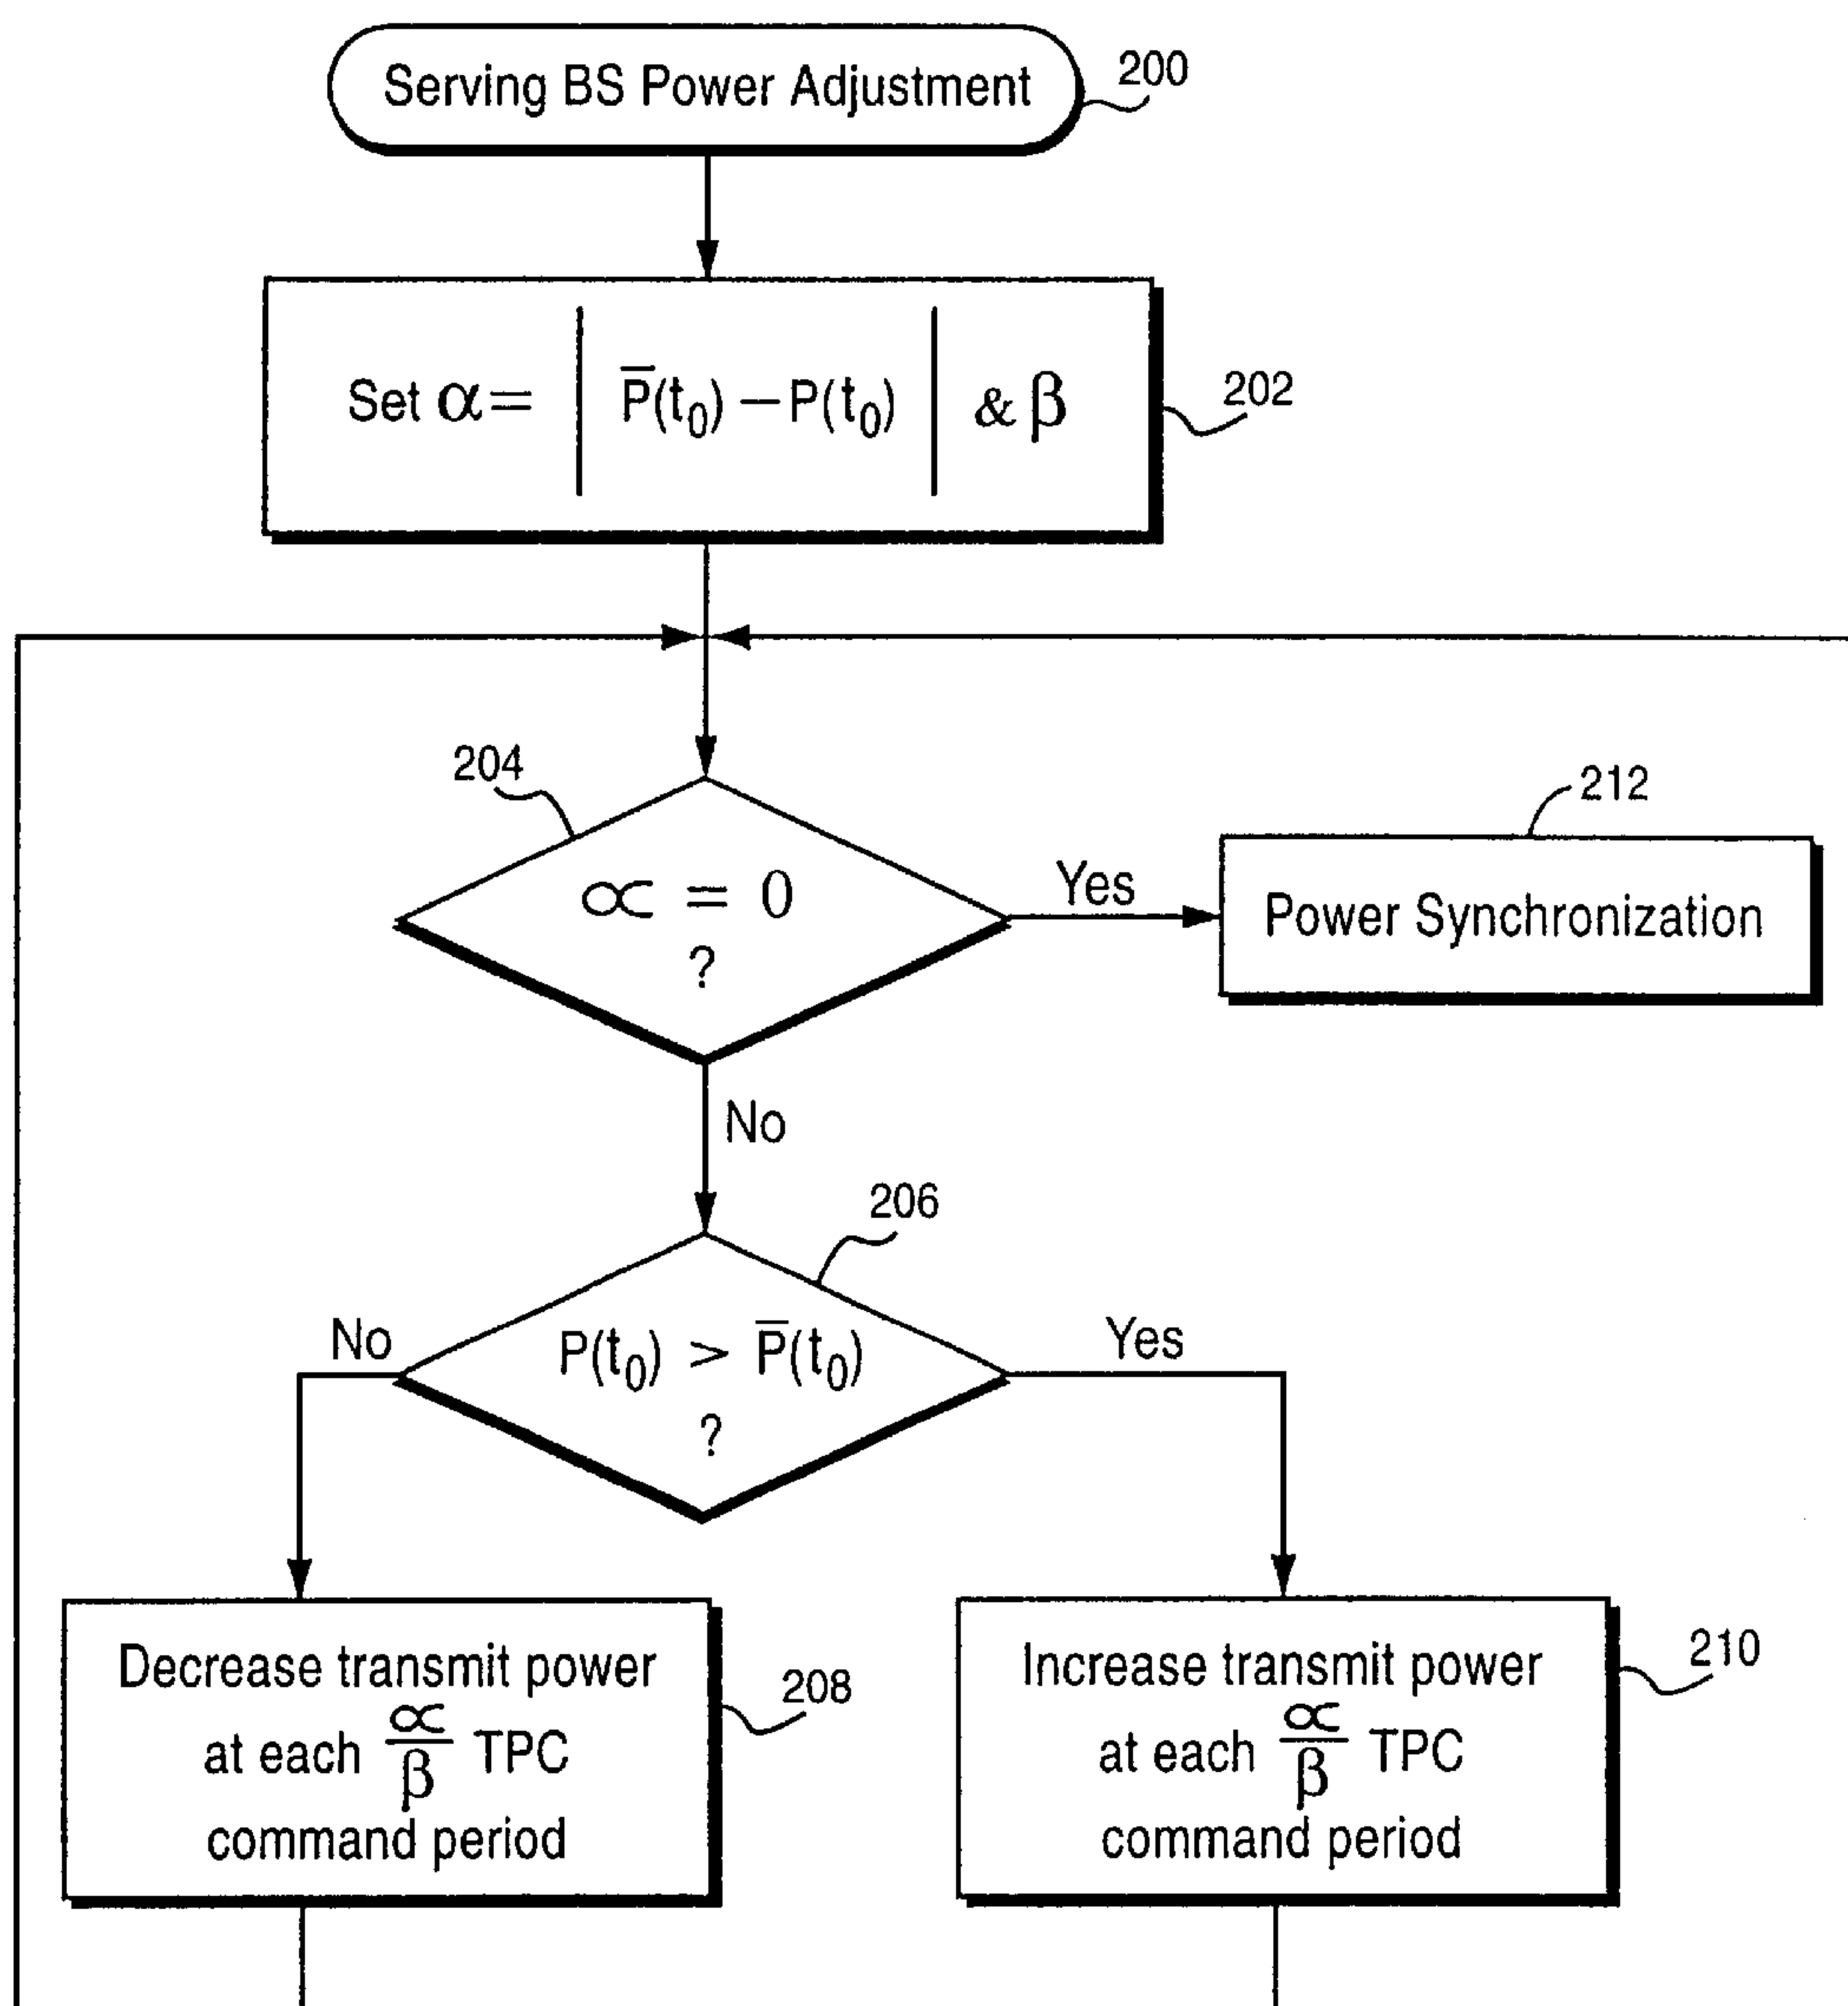 Serving BS Power Adjustment
200
Set α = | P̅(t₀) – P(t₀) | & β
202
204
∝ = 0
?
Yes
212
Power Synchronization
No
206
No
P(t₀) > P̅(t₀)
?
Yes
Decrease transmit power
at each ∝/β TPC
command period
208
Increase transmit power
at each ∝/β TPC
command period
210